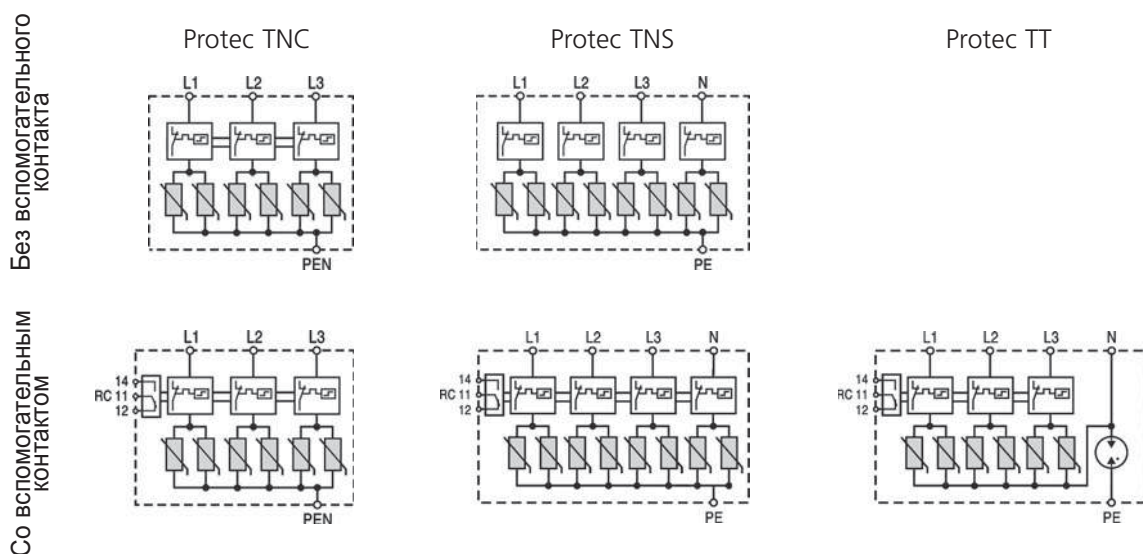 Protec TNC
Protec TNS
Protec TT
Без вспомогательного
контакта
L1 L2 L3
PEN
L1 L2 L3 N
PE
Со вспомогательным
контактом
L1 L2 L3
14
RC 11
12
PEN
L1 L2 L3 N
14
RC 11
12
PE
L1 L2 L3 N
14
RC 11
12
PE